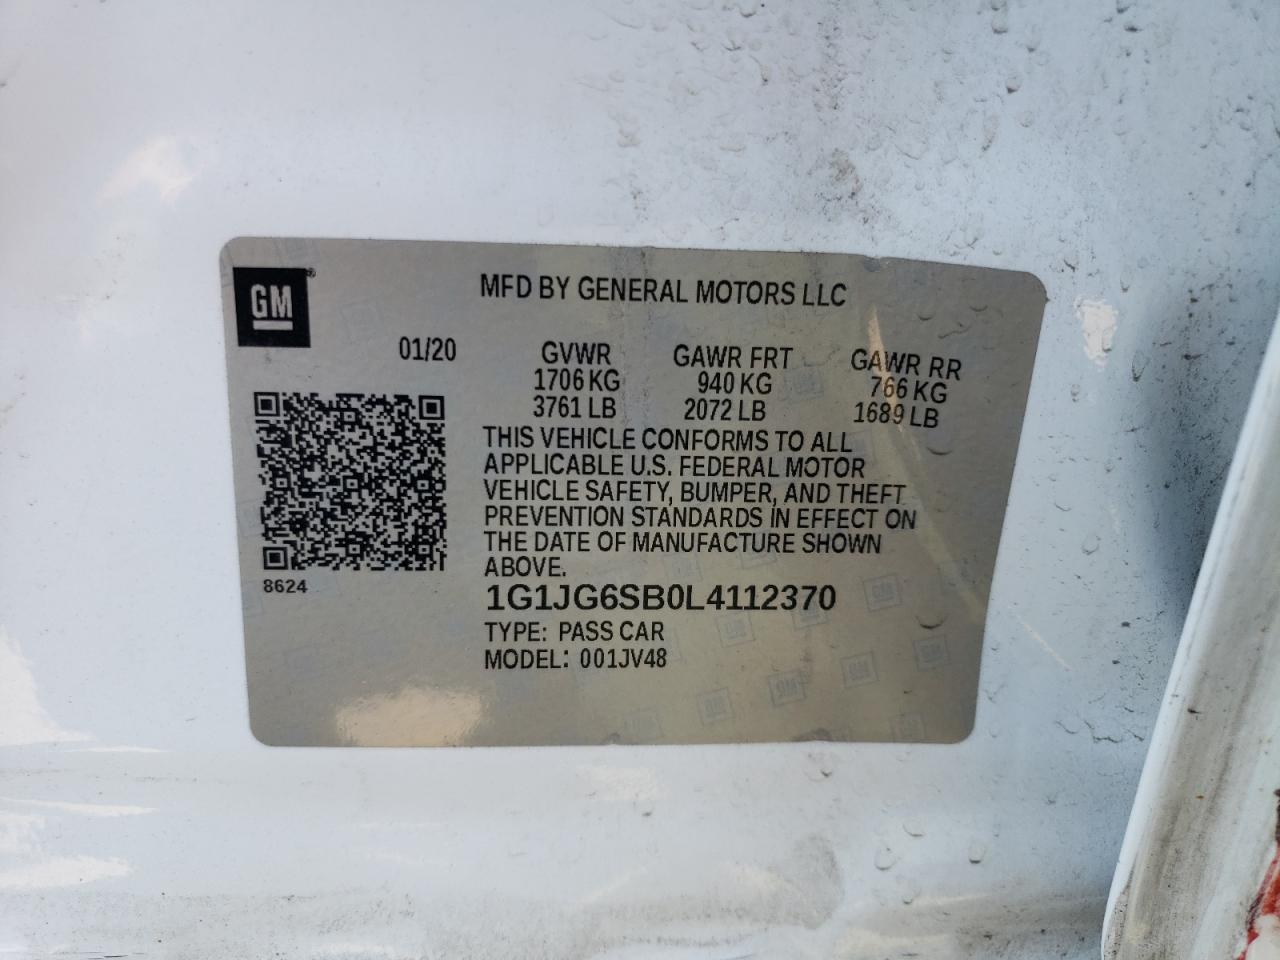 GM
MFD BY GENERAL MOTORS LLC
01/20
GVWR GAWR FRT GAWR RR
1706 KG 940 KG 766 KG
3761 LB 2072 LB 1689 LB
THIS VEHICLE CONFORMS TO ALL
APPLICABLE U.S. FEDERAL MOTOR
VEHICLE SAFETY, BUMPER, AND THEFT
PREVENTION STANDARDS IN EFFECT ON
THE DATE OF MANUFACTURE SHOWN
ABOVE.
8624
1G1JG6SB0L4112370
TYPE: PASS CAR
MODEL: 001JV48